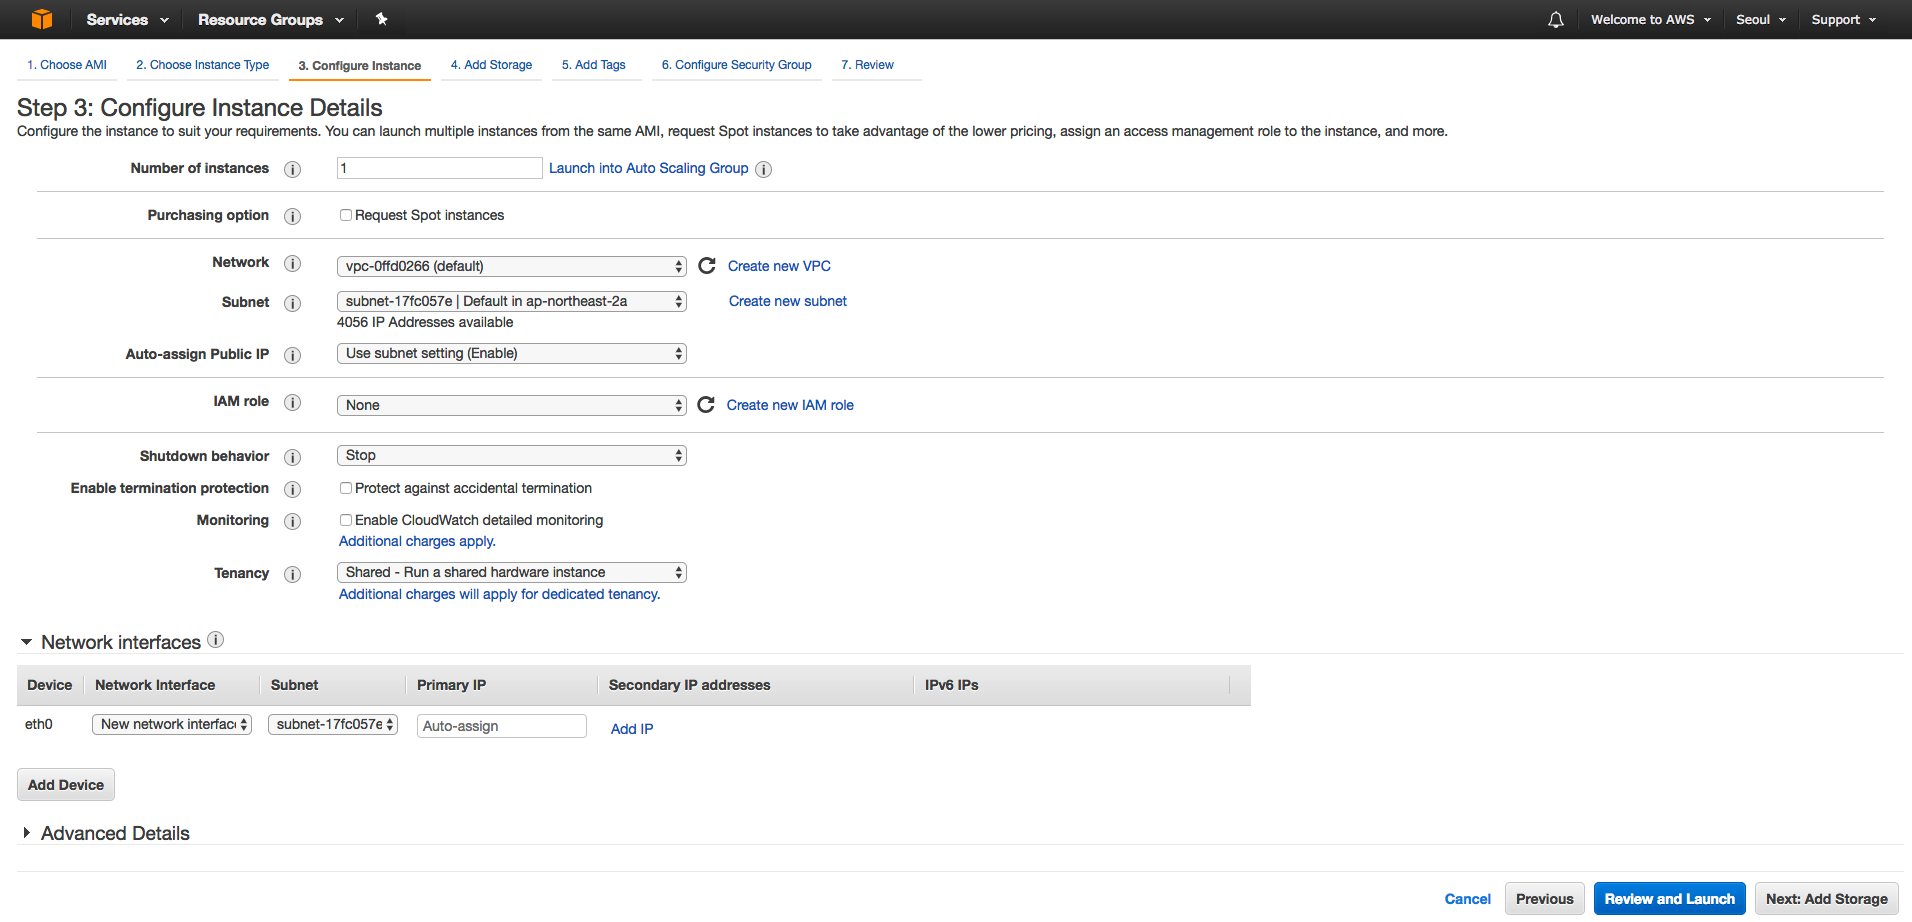 Services Resource Groups Welcome to AWS Seoul Support
1. Choose AMI 2. Choose Instance Type 3. Configure Instance 4. Add Storage 5. Add Tags 6. Configure Security Group 7. Review
Step 3: Configure Instance Details
Configure the instance to suit your requirements. You can launch multiple instances from the same AMI, request Spot instances to take advantage of the lower pricing, assign an access management role to the instance, and more.
Number of instances i 1 Launch into Auto Scaling Group i
Purchasing option i Request Spot instances
Network i vpc-0ffd0266 (default) Create new VPC
Subnet i subnet-17fc057e | Default in ap-northeast-2a Create new subnet
4056 IP Addresses available
Auto-assign Public IP i Use subnet setting (Enable)
IAM role i None Create new IAM role
Shutdown behavior i Stop
Enable termination protection i Protect against accidental termination
Monitoring i Enable CloudWatch detailed monitoring
Additional charges apply.
Tenancy i Shared - Run a shared hardware instance
Additional charges will apply for dedicated tenancy.
Network interfaces i
Device Network Interface Subnet Primary IP Secondary IP addresses IPv6 IPs
eth0 New network interfac subnet-17fc057e Auto-assign Add IP
Add Device
Advanced Details
Cancel Previous Review and Launch Next: Add Storage